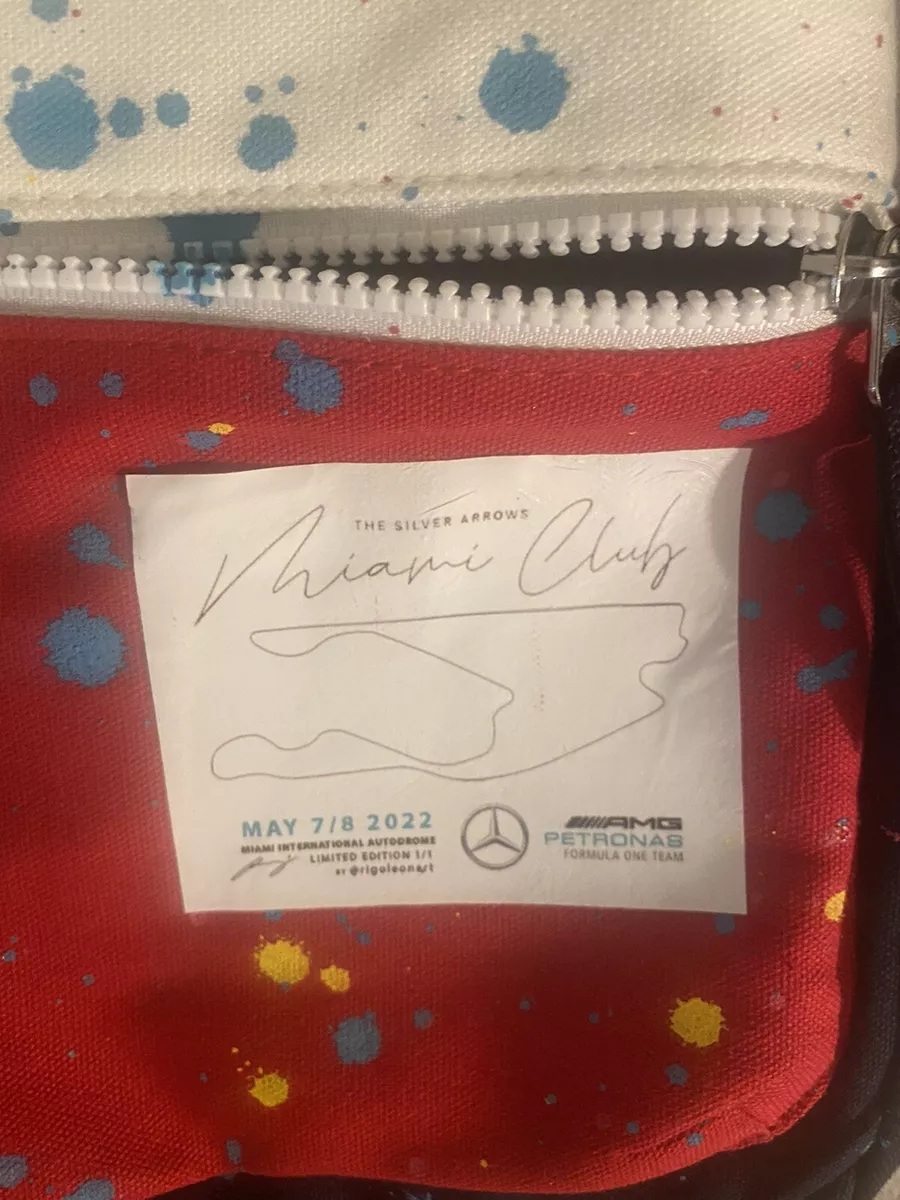 THE SILVER ARROWS
Miami Club
MAY 7/8 2022
MIAMI INTERNATIONAL AUTODROME
LIMITED EDITION 1/1
BY @rigoleonart
AMG
PETRONAS
FORMULA ONE TEAM